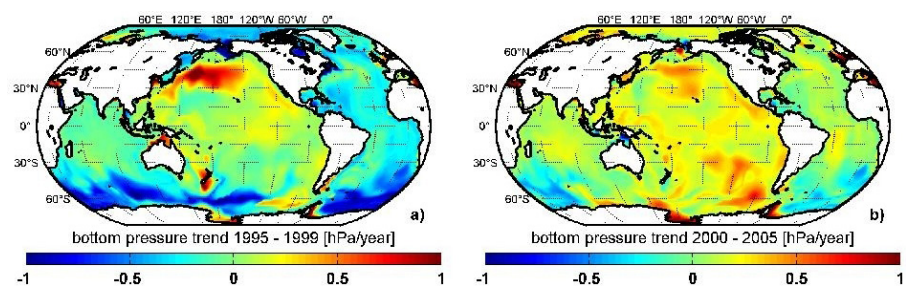 60°E 120°E 180° 120°W 60°W 0°
60°N
30°N
0°
30°S
60°S
a)
bottom pressure trend 1995 - 1999 [hPa/year]
-1 -0.5 0 0.5 1
60°E 120°E 180° 120°W 60°W 0°
60°N
30°N
0°
30°S
60°S
b)
bottom pressure trend 2000 - 2005 [hPa/year]
-1 -0.5 0 0.5 1